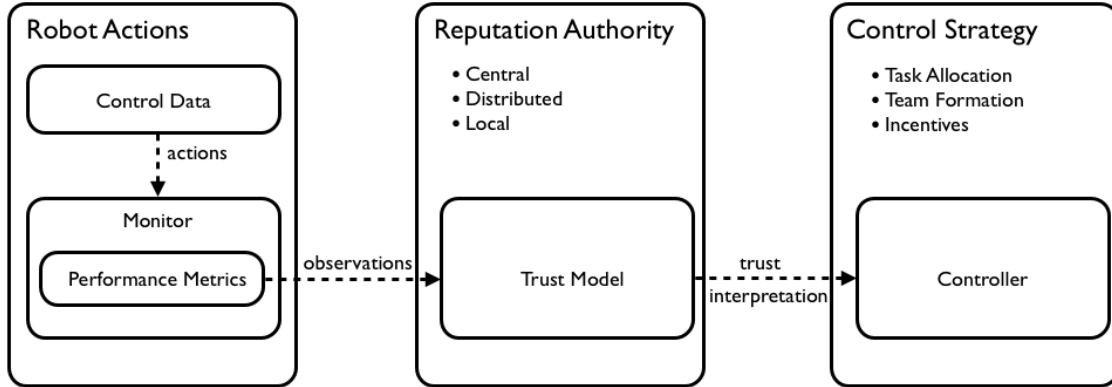 Robot Actions
Control Data
actions
Monitor
Performance Metrics
observations
Reputation Authority
• Central
• Distributed
• Local
Trust Model
trust
interpretation
Control Strategy
• Task Allocation
• Team Formation
• Incentives
Controller